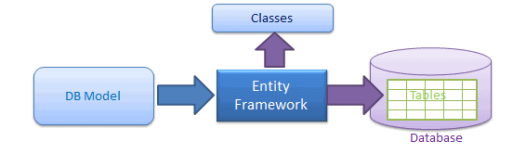 Classes
DB Model
Entity
Framework
Tables
Database